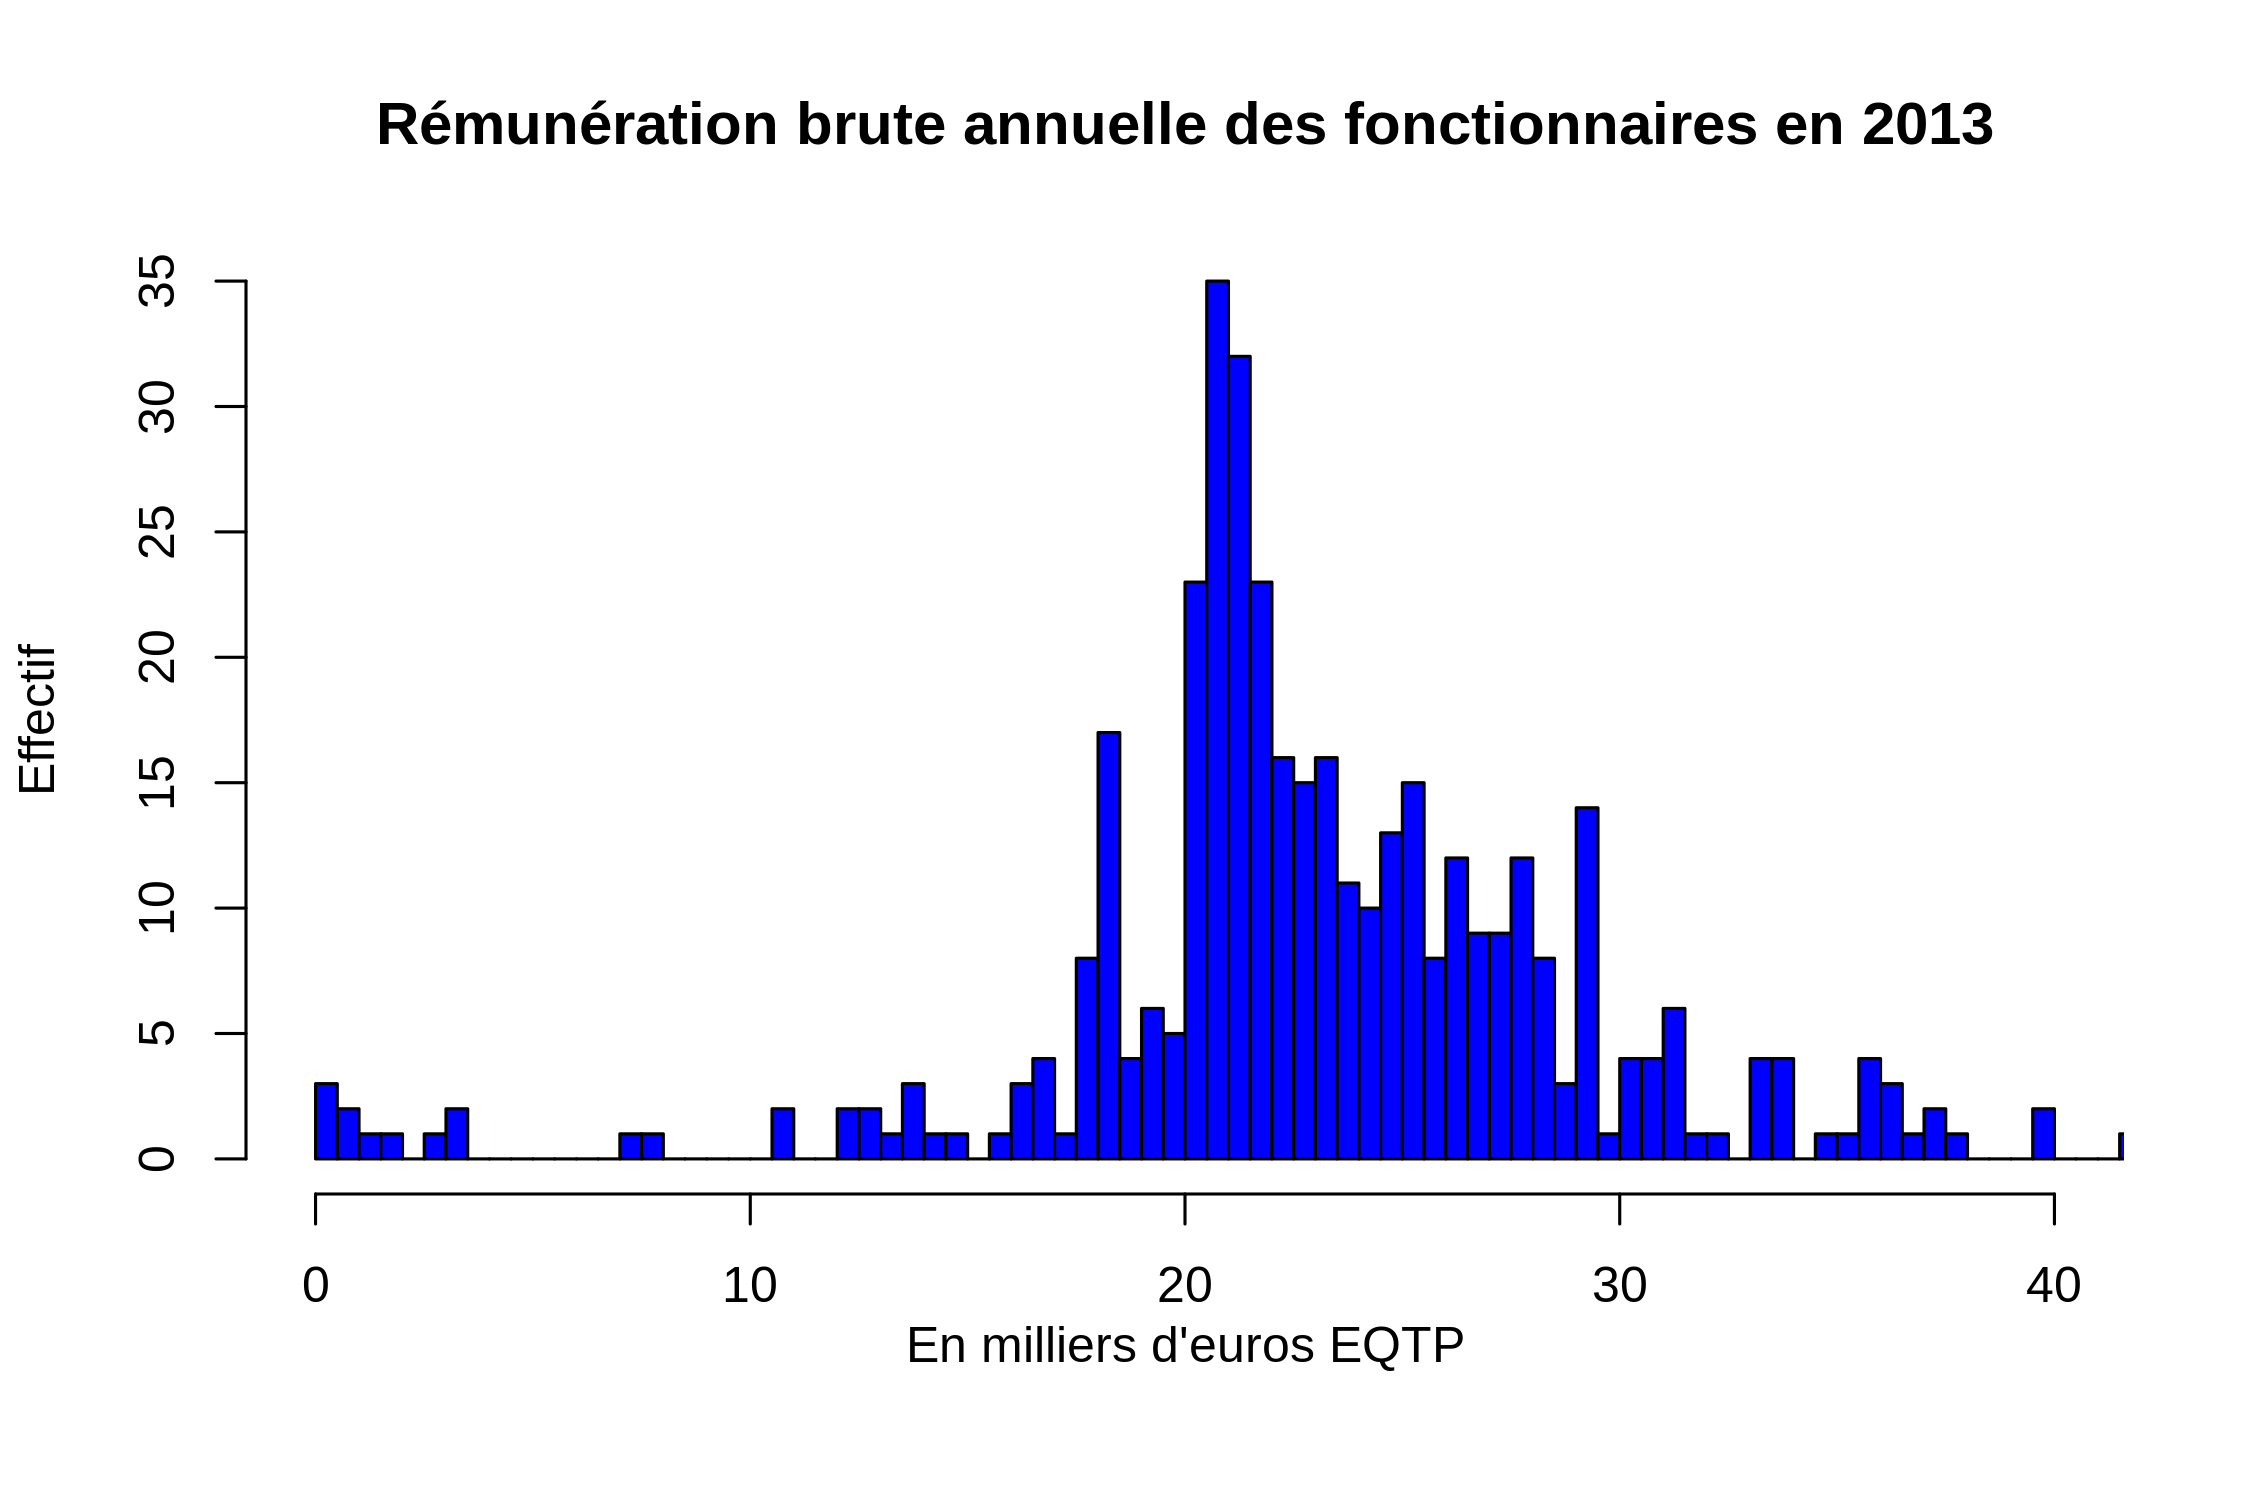 Rémunération brute annuelle des fonctionnaires en 2013
Effectif
35
30
25
20
15
10
5
0
0 10 20 30 40
En milliers d'euros EQTP